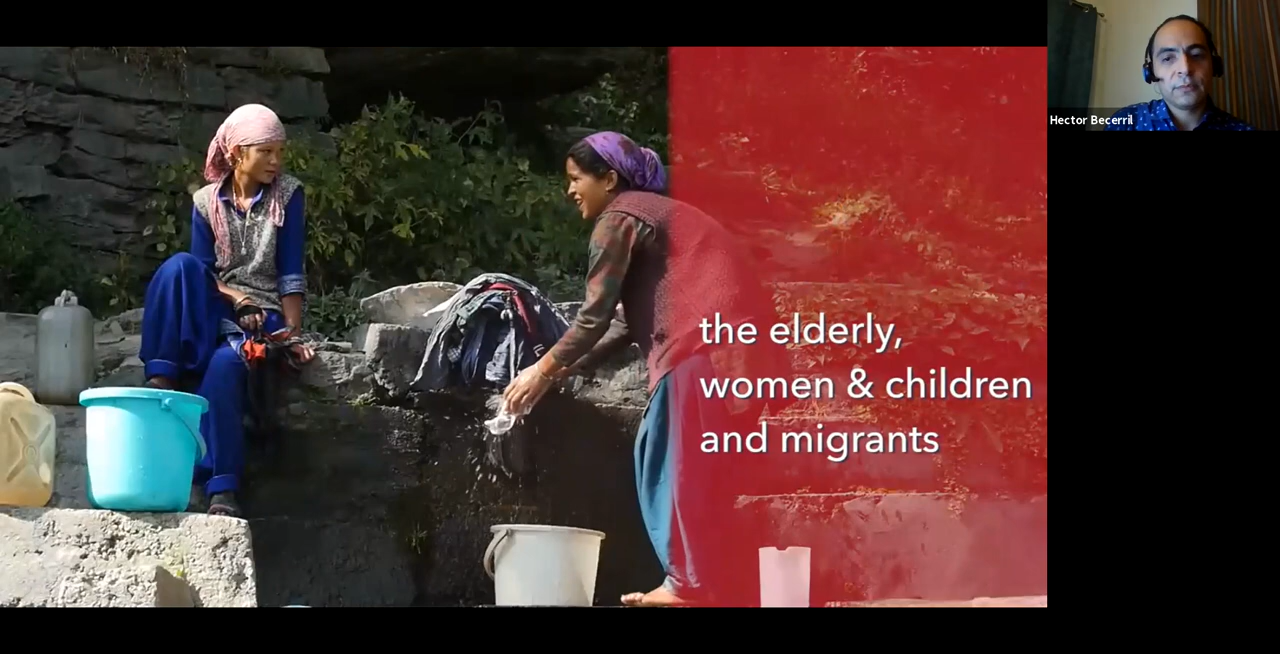 Hector Becerril
the elderly,
women & children
and migrants